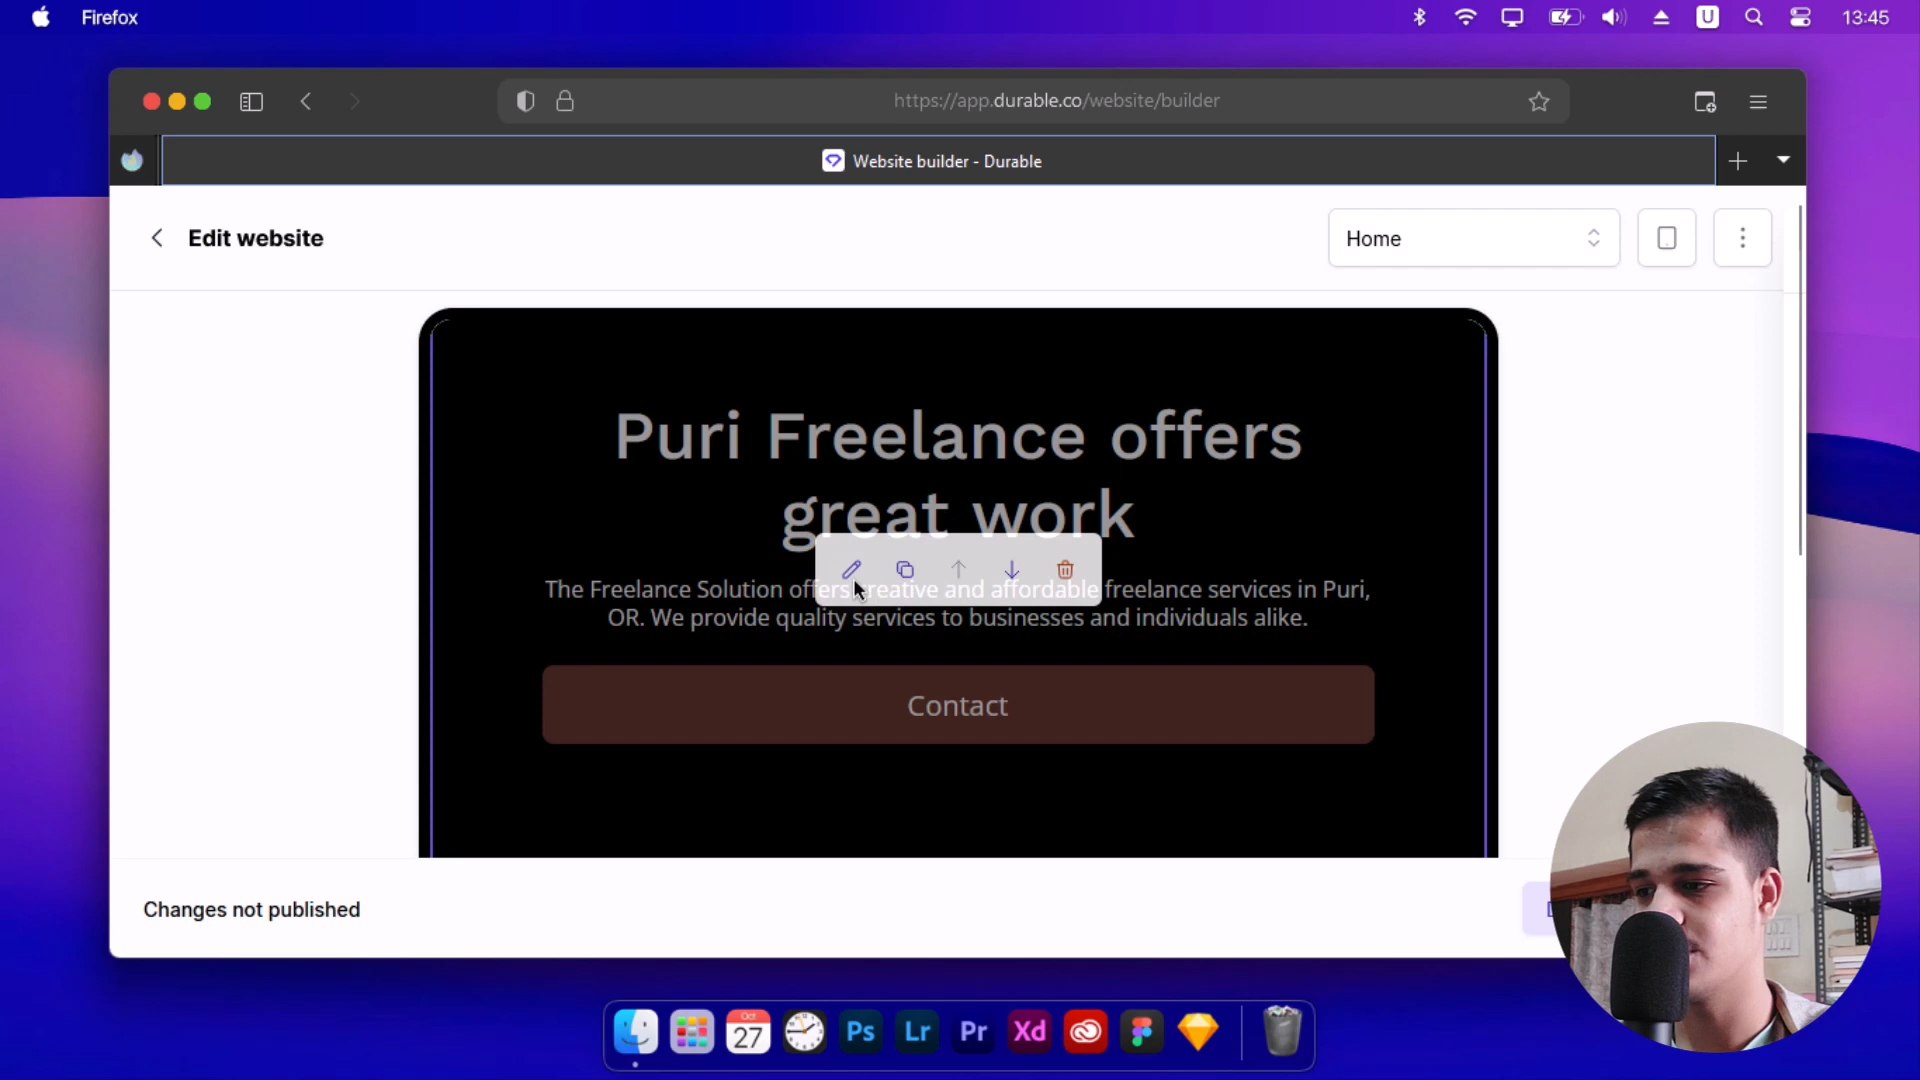 Firefox
U
13:45
https://app.durable.co/website/builder
Website builder - Durable
Edit website
Home
Puri Freelance offers
great work
The Freelance Solution offers creative and affordable freelance services in Puri,
OR. We provide quality services to businesses and individuals alike.
Contact
Changes not published
Oct
27
Ps
Lr
Pr
Xd